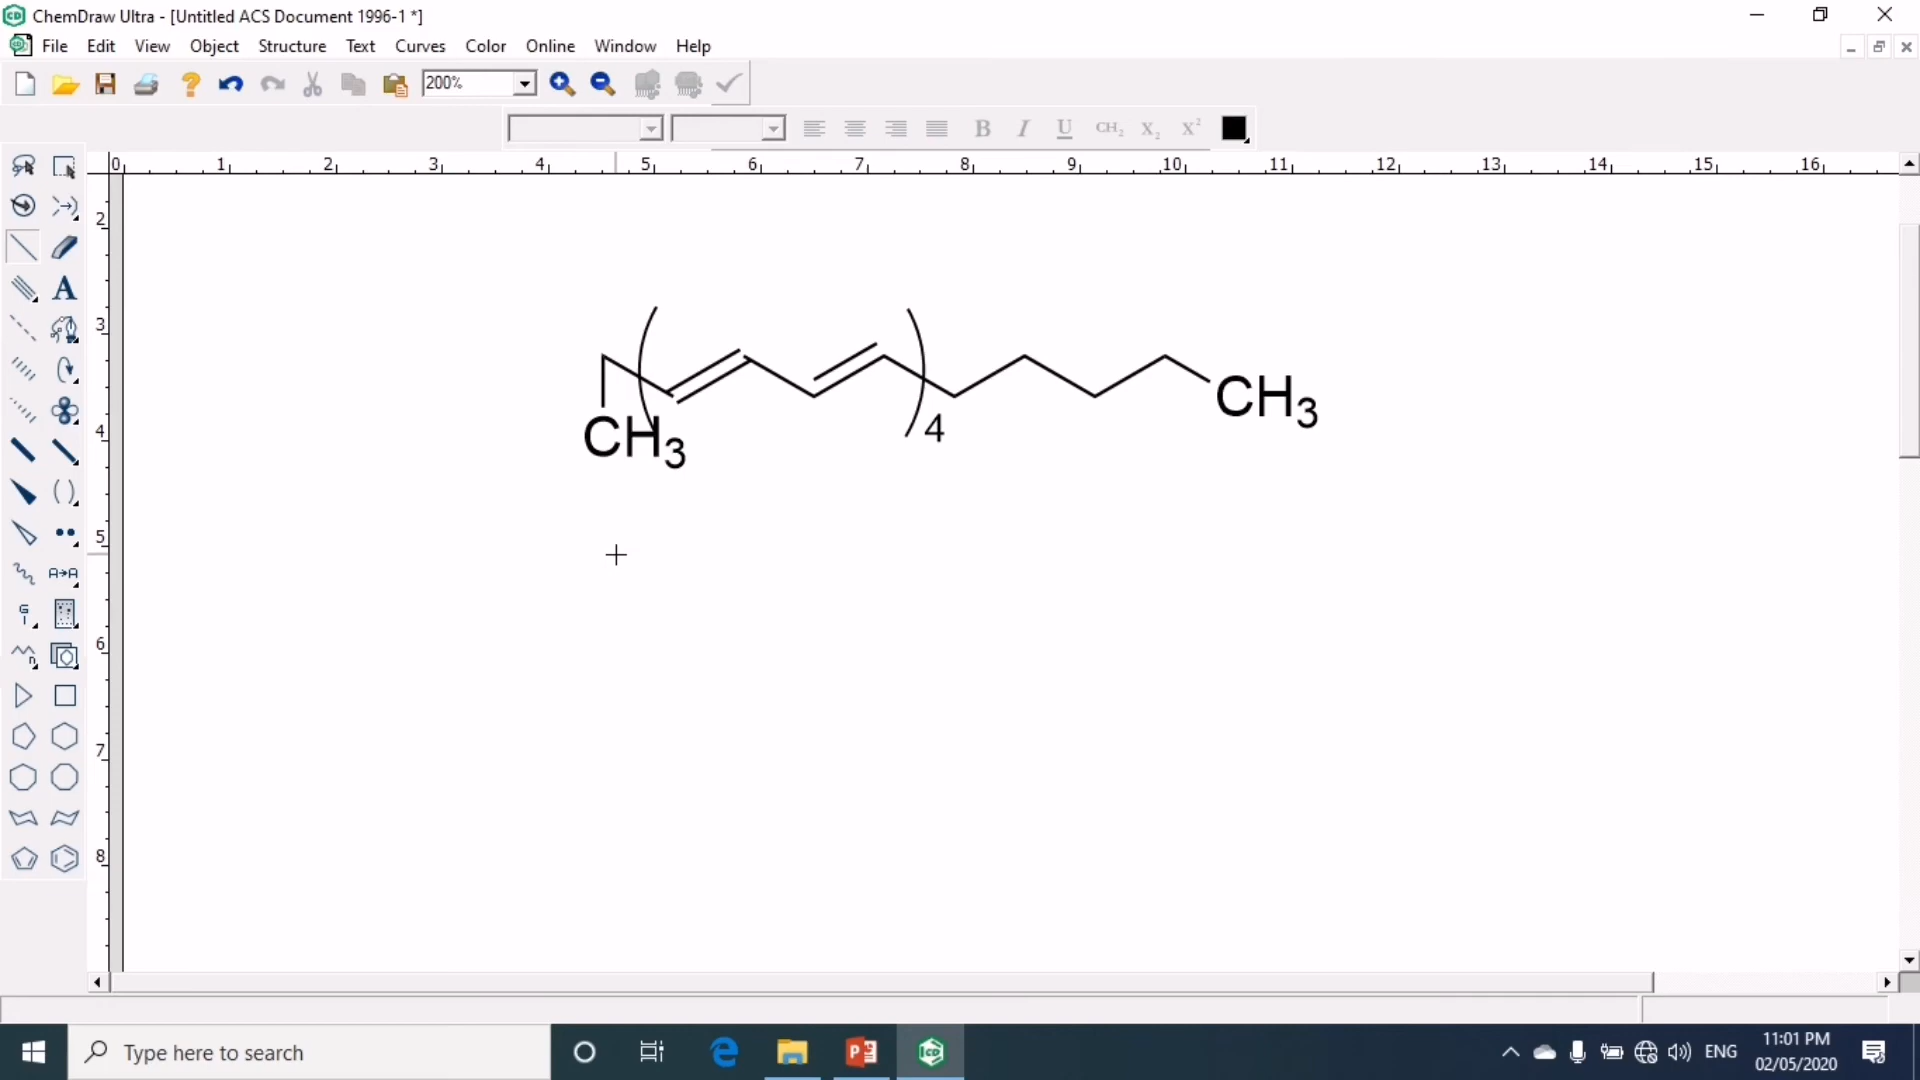 ChemDraw Ultra - [Untitled ACS Document 1996-1 *]
File Edit View Object Structure Text Curves Color Online Window Help
200%
B I U CH₂ X₂ X²
0 1 2 3 4 5 6 7 8 9 10 11 12 13 14 15 16
2
3
4
5
6
7
8
A
A→A
G
I
n
CH₃
4
CH₃
Type here to search
ENG
11:01 PM
02/05/2020